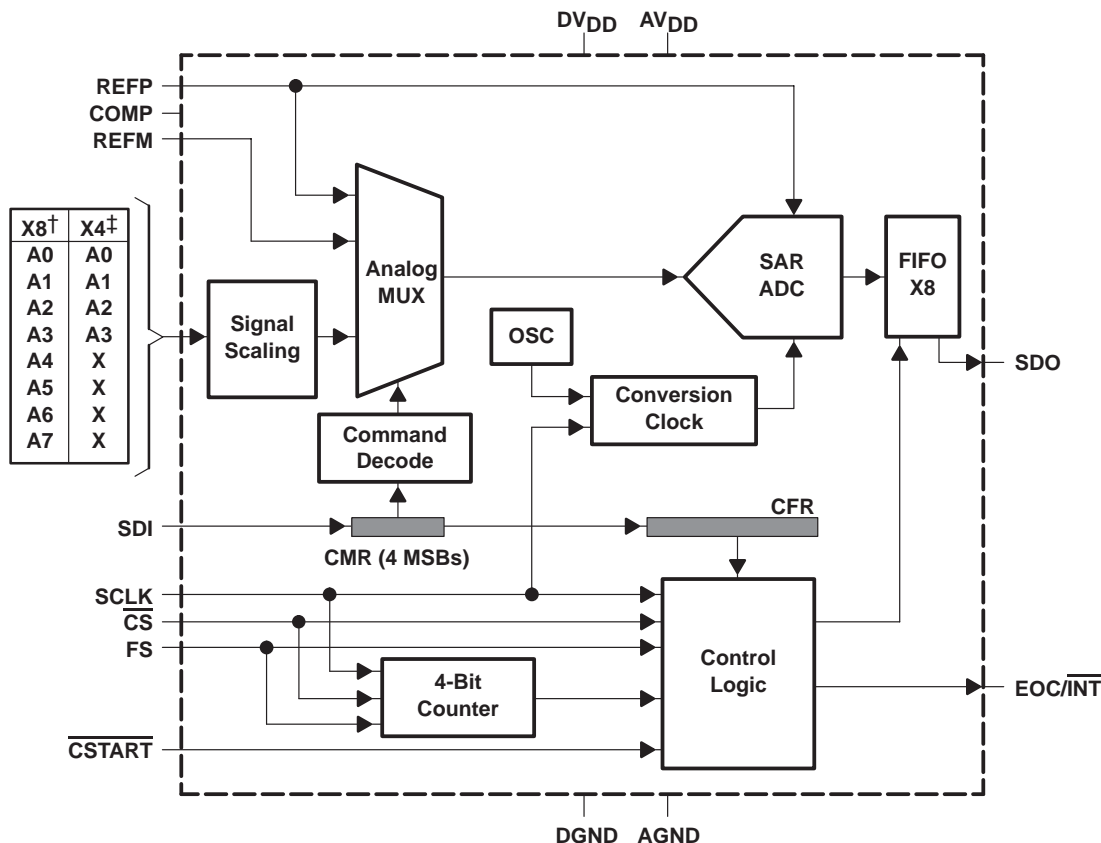 DVDD AVDD
REFP
COMP
REFM
X8† X4‡
A0 A0
A1 A1
A2 A2
A3 A3
A4 X
A5 X
A6 X
A7 X
Signal
Scaling
Analog
MUX
SAR
ADC
FIFO
X8
OSC
Conversion
Clock
SDO
Command
Decode
SDI
CMR (4 MSBs)
CFR
SCLK
CS
FS
4-Bit
Counter
Control
Logic
EOC/INT
CSTART
DGND AGND